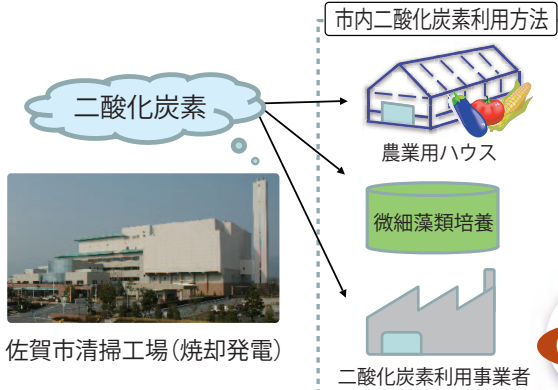 市内二酸化炭素利用方法
二酸化炭素
農業用ハウス
微細藻類培養
佐賀市清掃工場（焼却発電）
二酸化炭素利用事業者